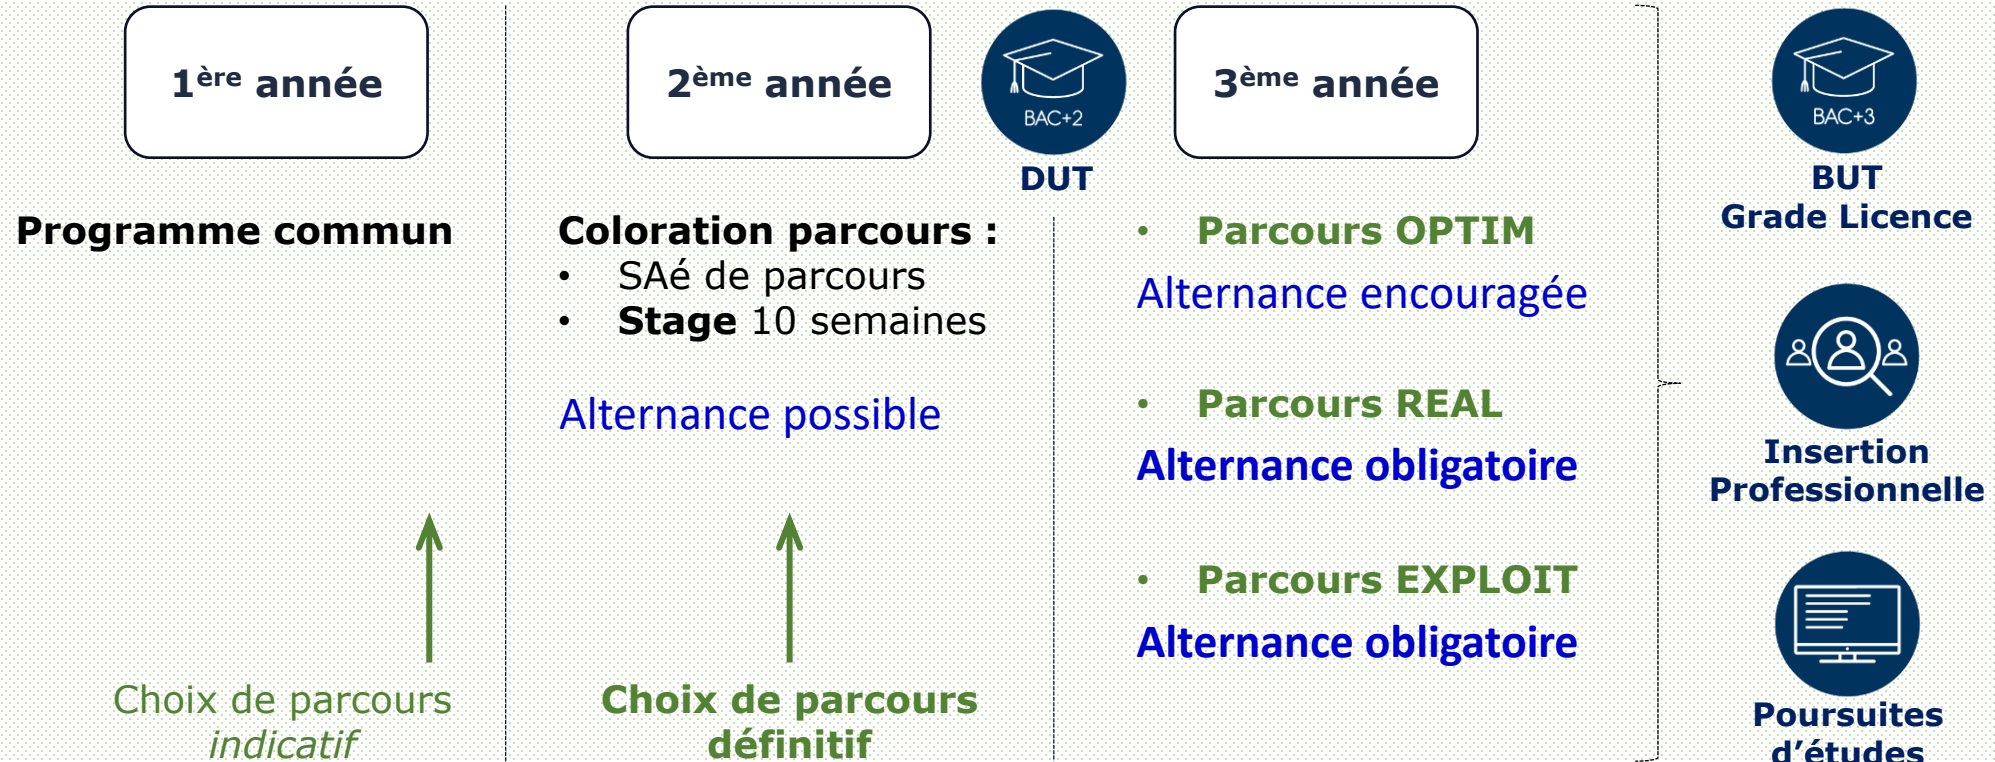 1ère année
Programme commun
Choix de parcours
indicatif
2ème année
BAC+2
DUT
Coloration parcours :
• SAé de parcours
• Stage 10 semaines
Alternance possible
Choix de parcours
définitif
3ème année
• Parcours OPTIM
Alternance encouragée
• Parcours REAL
Alternance obligatoire
• Parcours EXPLOIT
Alternance obligatoire
BAC+3
BUT
Grade Licence
Insertion
Professionnelle
Poursuites
d’études